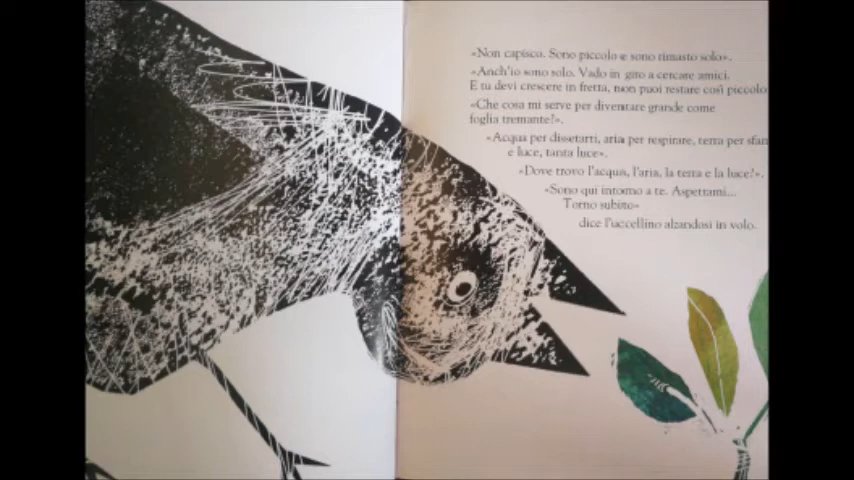 «Non capisco. Sono piccolo e sono rimasto solo».
«Anch'io sono solo. Vado in giro a cercare amici.
E tu devi crescere in fretta, non puoi restare così piccolo
«Che cosa mi serve per diventare grande come
foglia tremante?».
«Acqua per dissetarti, aria per respirare, terra per
e luce, tanta luce».
«Dove trovo l'acqua, l'aria, la terra e la luce?».
«Sono qui intorno a te. Aspettami...
Torno subito»
dice l'uccellino alzandosi in volo.